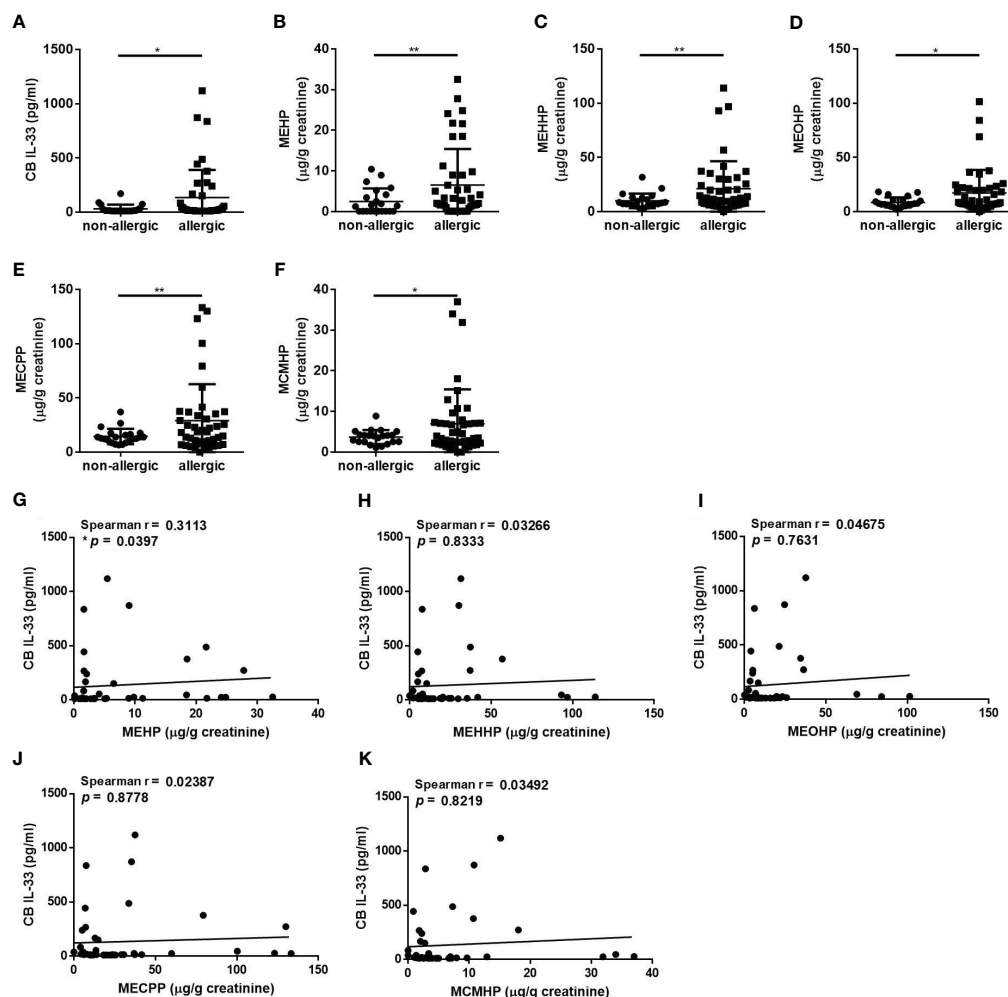 A
*
CB IL-33 (pg/ml)
1500
1000
500
0
non-allergic
allergic
B
**
MEHP
(µg/g creatinine)
40
30
20
10
0
non-allergic
allergic
C
**
MEHHP
(µg/g creatinine)
150
100
50
0
non-allergic
allergic
D
*
MEOHP
(µg/g creatinine)
150
100
50
0
non-allergic
allergic
E
**
MECPP
(µg/g creatinine)
150
100
50
0
non-allergic
allergic
F
*
MCMHP
(µg/g creatinine)
40
30
20
10
0
non-allergic
allergic
G
Spearman r = 0.3113
* p = 0.0397
CB IL-33 (pg/ml)
1500
1000
500
0
0 10 20 30 40
MEHP (µg/g creatinine)
H
Spearman r = 0.03266
p = 0.8333
CB IL-33 (pg/ml)
1500
1000
500
0
0 50 100 150
MEHHP (µg/g creatinine)
I
Spearman r = 0.04675
p = 0.7631
CB IL-33 (pg/ml)
1500
1000
500
0
0 50 100 150
MEOHP (µg/g creatinine)
J
Spearman r = 0.02387
p = 0.8778
CB IL-33 (pg/ml)
1500
1000
500
0
0 50 100 150
MECPP (µg/g creatinine)
K
Spearman r = 0.03492
p = 0.8219
CB IL-33 (pg/ml)
1500
1000
500
0
0 10 20 30 40
MCMHP (µg/g creatinine)